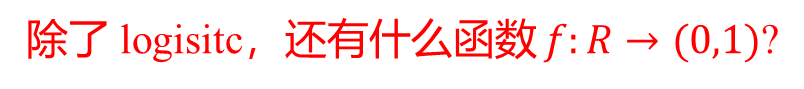 除了 logisitc，还有什么函数 𝑓: 𝑅 → (0,1)?